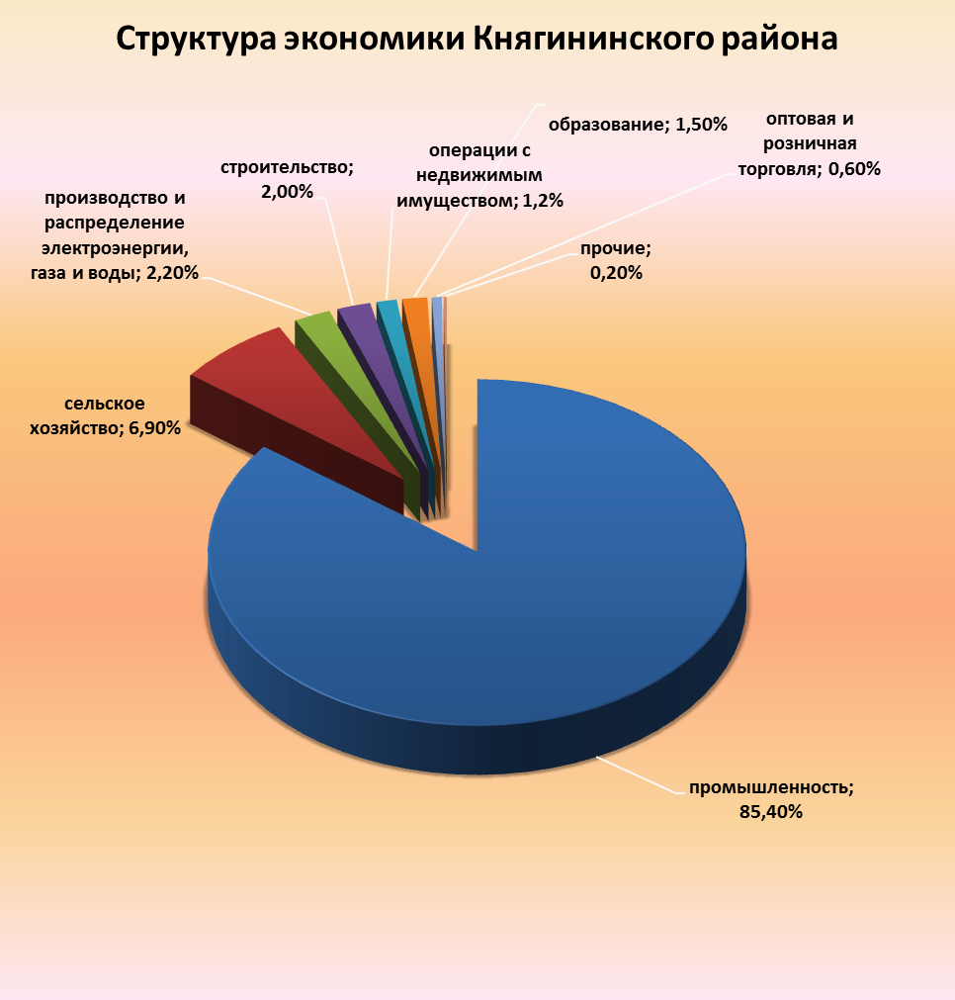 Структура экономики Княгининского района
образование; 1,50%
оптовая и
розничная
торговля; 0,60%
операции с
недвижимым
имуществом; 1,2%
строительство;
2,00%
производство и
распределение
электроэнергии,
газа и воды; 2,20%
прочие;
0,20%
сельское
хозяйство; 6,90%
промышленность;
85,40%